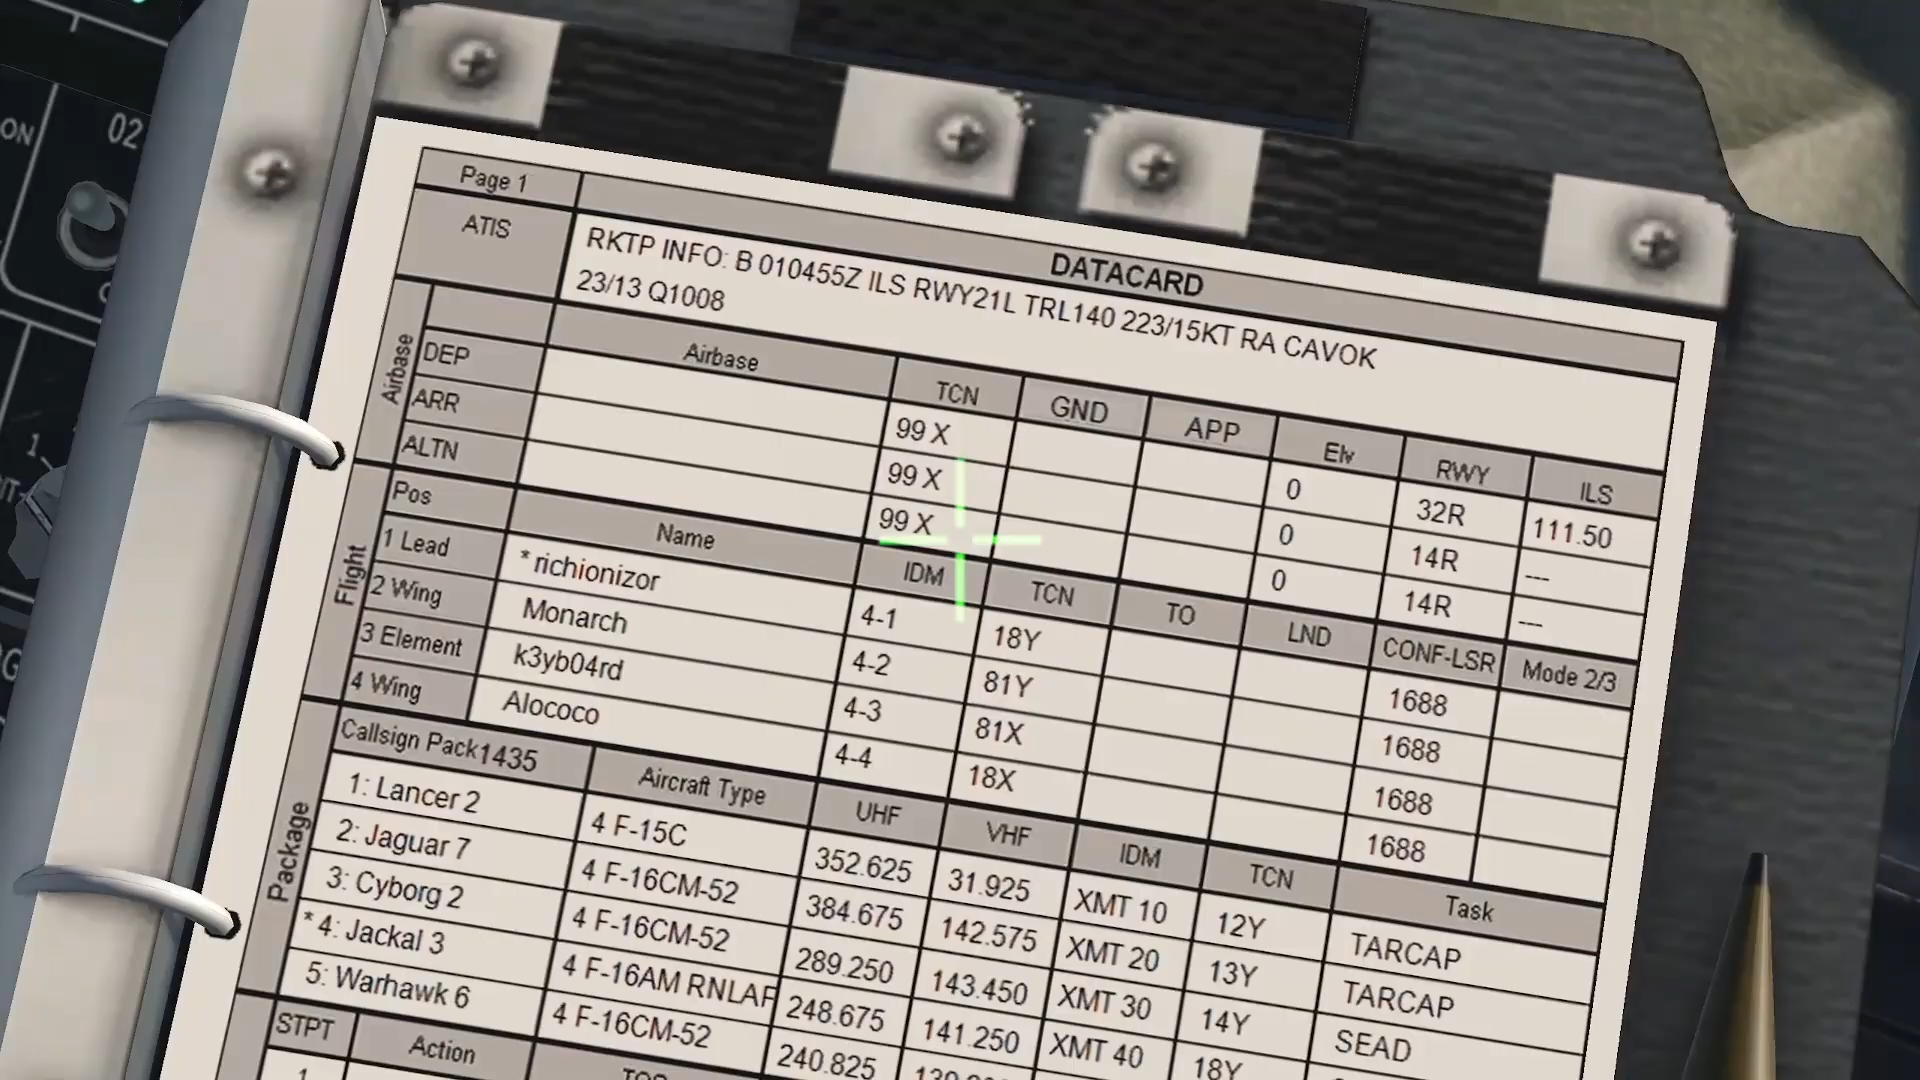 ON
02
1
Page 1
DATACARD
ATIS
RKTP INFO: B 010455Z ILS RWY21L TRL140 223/15KT RA CAVOK
23/13 Q1008
Airbase
Airbase TCN GND APP Elv RWY ILS
DEP 99 X 0 32R 111.50
ARR 99 X 0 14R ---
ALTN 99 X 0 14R ---
Flight
Pos Name IDM TCN TO LND CONF-LSR Mode 2/3
1 Lead * richionizor 4-1 18Y 1688
2 Wing Monarch 4-2 81Y 1688
3 Element k3yb04rd 4-3 81X 1688
4 Wing Alococo 4-4 18X 1688
Package
Callsign Pack1435 Aircraft Type UHF VHF IDM TCN Task
1: Lancer 2 4 F-15C 352.625 31.925 XMT 10 12Y TARCAP
2: Jaguar 7 4 F-16CM-52 384.675 142.575 XMT 20 13Y TARCAP
3: Cyborg 2 4 F-16CM-52 289.250 143.450 XMT 30 14Y SEAD
* 4: Jackal 3 4 F-16AM RNLAF 248.675 141.250 XMT 40 18Y
5: Warhawk 6 4 F-16CM-52 240.825
STPT Action
1